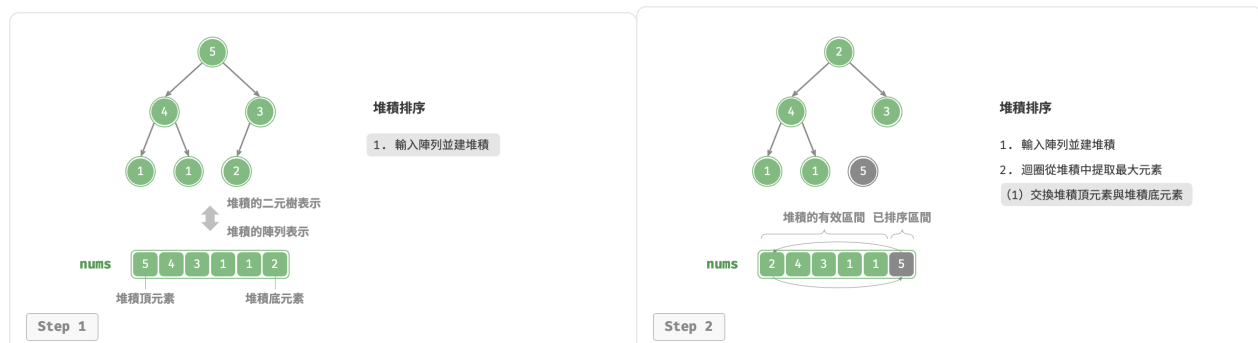 5
4 3
1 1 2
堆積排序
1. 輸入陣列並建堆積
堆積的二元樹表示
堆積的陣列表示
nums 5 4 3 1 1 2
堆積頂元素 堆積底元素
Step 1
2
4 3
1 1 5
堆積排序
1. 輸入陣列並建堆積
2. 迴圈從堆積中提取最大元素
(1) 交換堆積頂元素與堆積底元素
堆積的有效區間 已排序區間
nums 2 4 3 1 1 5
Step 2